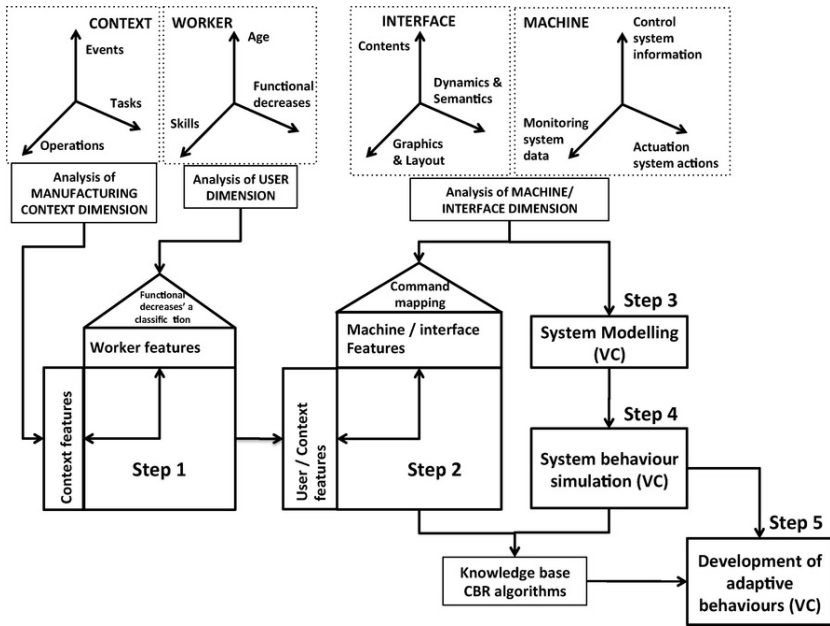 CONTEXT
Events
Tasks
Operations
WORKER
Age
Functional
decreases
Skills
INTERFACE
Contents
Dynamics &
Semantics
Graphics
& Layout
MACHINE
Control
system
information
Monitoring
system
data
Actuation
system actions
Analysis of
MANUFACTURING
CONTEXT DIMENSION
Analysis of USER
DIMENSION
Analysis of MACHINE/
INTERFACE DIMENSION
Functional
decreases' a
classific tion
Worker features
Context features
Step 1
Command
mapping
Machine / interface
Features
User / Context
features
Step 2
Step 3
System Modelling
(VC)
Step 4
System behaviour
simulation (VC)
Step 5
Knowledge base
CBR algorithms
Development of
adaptive
behaviours (VC)